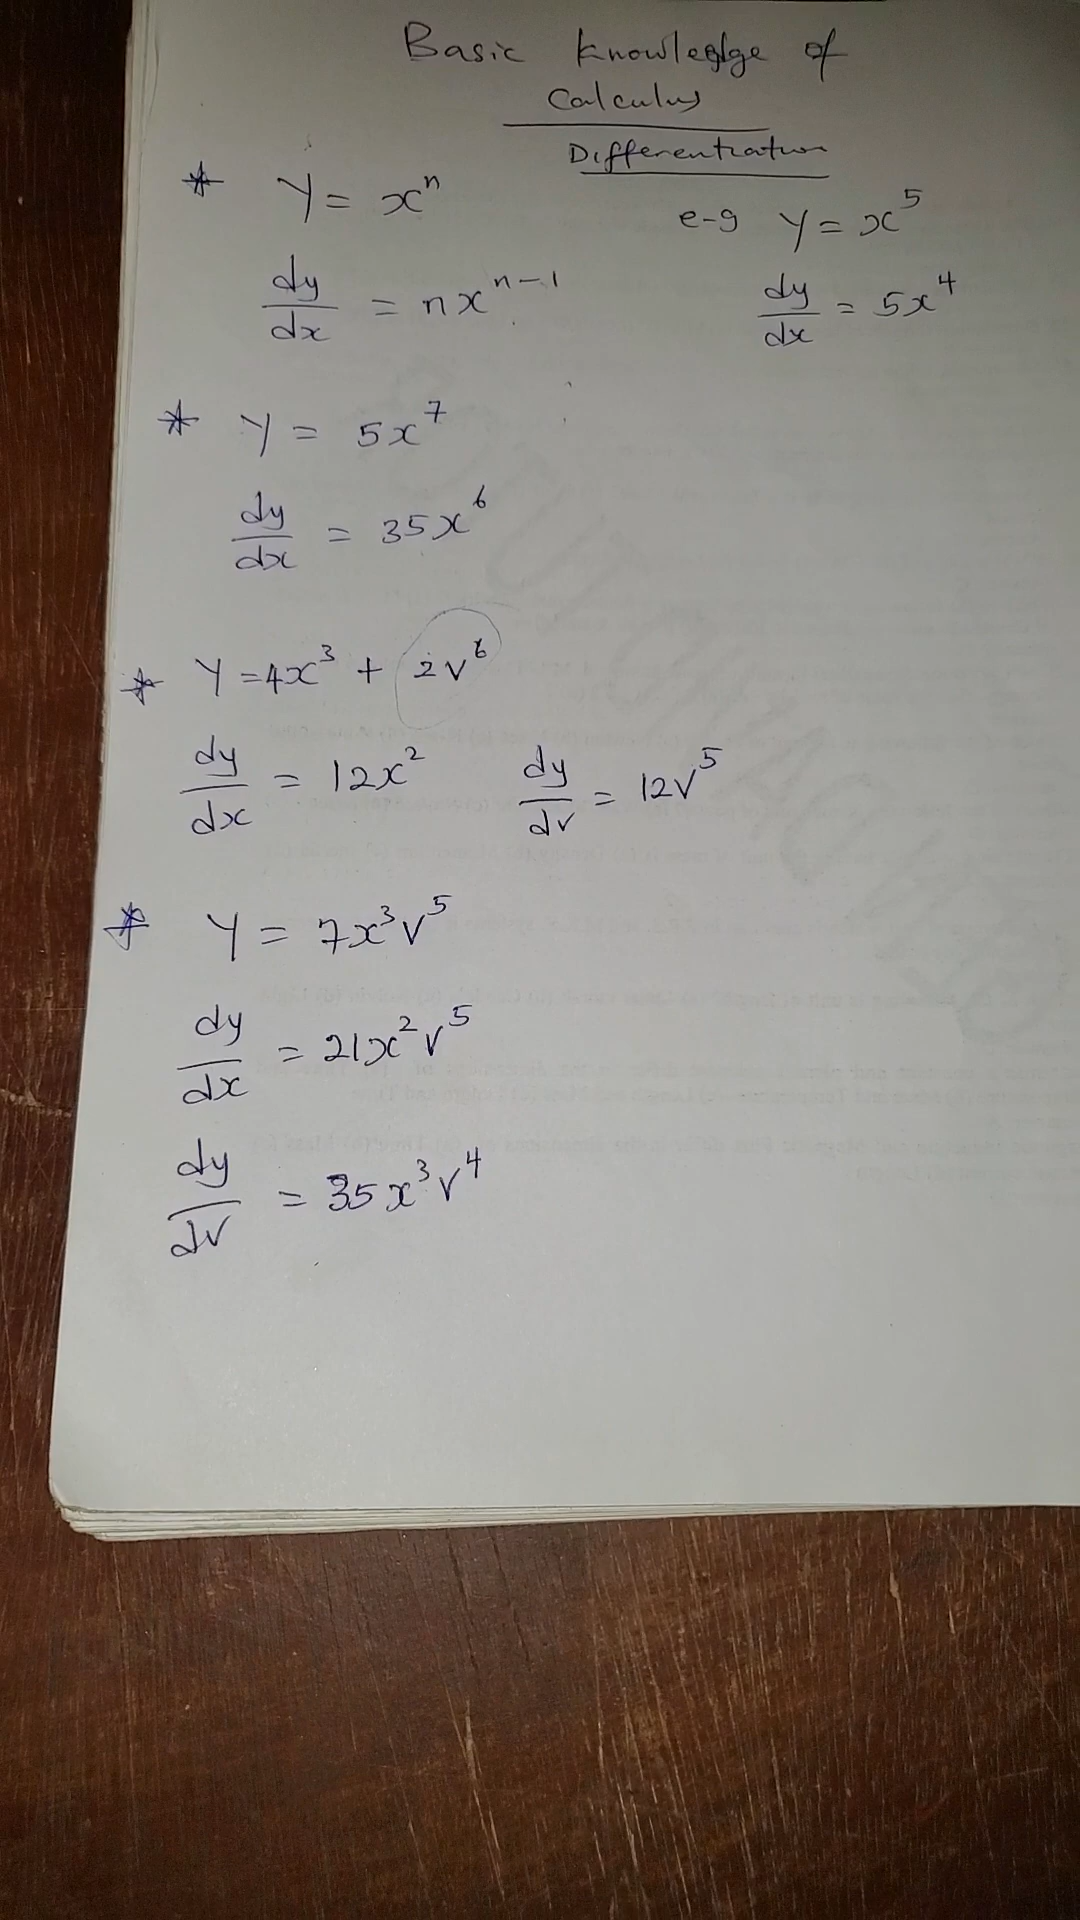 Basic Knowledge of
Calculus
Differentiation
* Y = x^n
e-g Y = x^5
dy/dx = nx^(n-1)
dy/dx = 5x^4
* Y = 5x^7
dy/dx = 35x^6
* Y = 4x^3 + 2v^6
dy/dx = 12x^2 dy/dv = 12v^5
* Y = 7x^3v^5
dy/dx = 21x^2v^5
dy/dv = 35x^3v^4